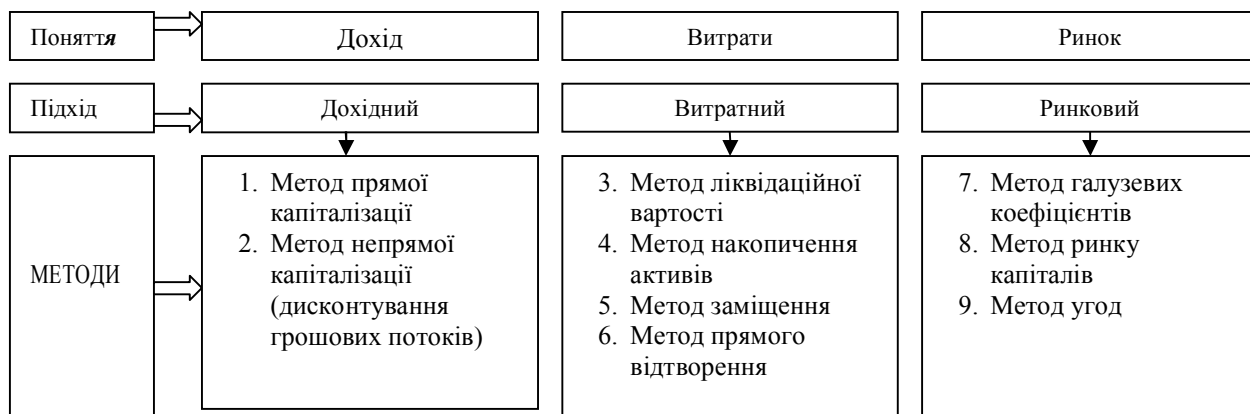 Поняття
Дохід
Витрати
Ринок
Підхід
Дохідний
Витратний
Ринковий
МЕТОДИ
1. Метод прямої
капіталізації
2. Метод непрямої
капіталізації
(дисконтування
грошових потоків)
3. Метод ліквідаційної
вартості
4. Метод накопичення
активів
5. Метод заміщення
6. Метод прямого
відтворення
7. Метод галузевих
коефіцієнтів
8. Метод ринку
капіталів
9. Метод угод